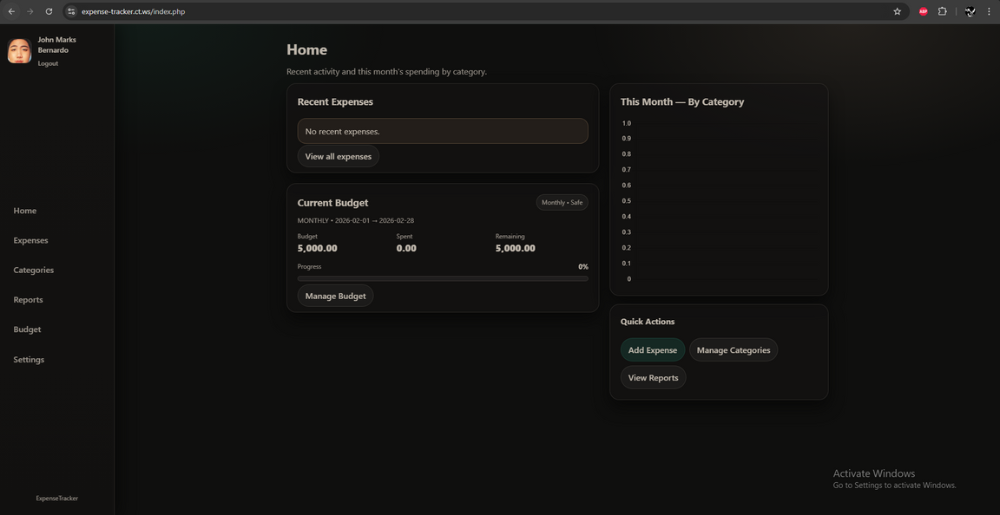 expense-tracker.ct.ws/index.php
ABP
John Marks
Bernardo
Logout
Home
Expenses
Categories
Reports
Budget
Settings
ExpenseTracker
Home
Recent activity and this month's spending by category.
Recent Expenses
No recent expenses.
View all expenses
Current Budget
Monthly • Safe
MONTHLY • 2026-02-01 → 2026-02-28
Budget Spent Remaining
5,000.00 0.00 5,000.00
Progress 0%
Manage Budget
This Month — By Category
1.0
0.9
0.8
0.7
0.6
0.5
0.4
0.3
0.2
0.1
0
Quick Actions
Add Expense Manage Categories
View Reports
Activate Windows
Go to Settings to activate Windows.